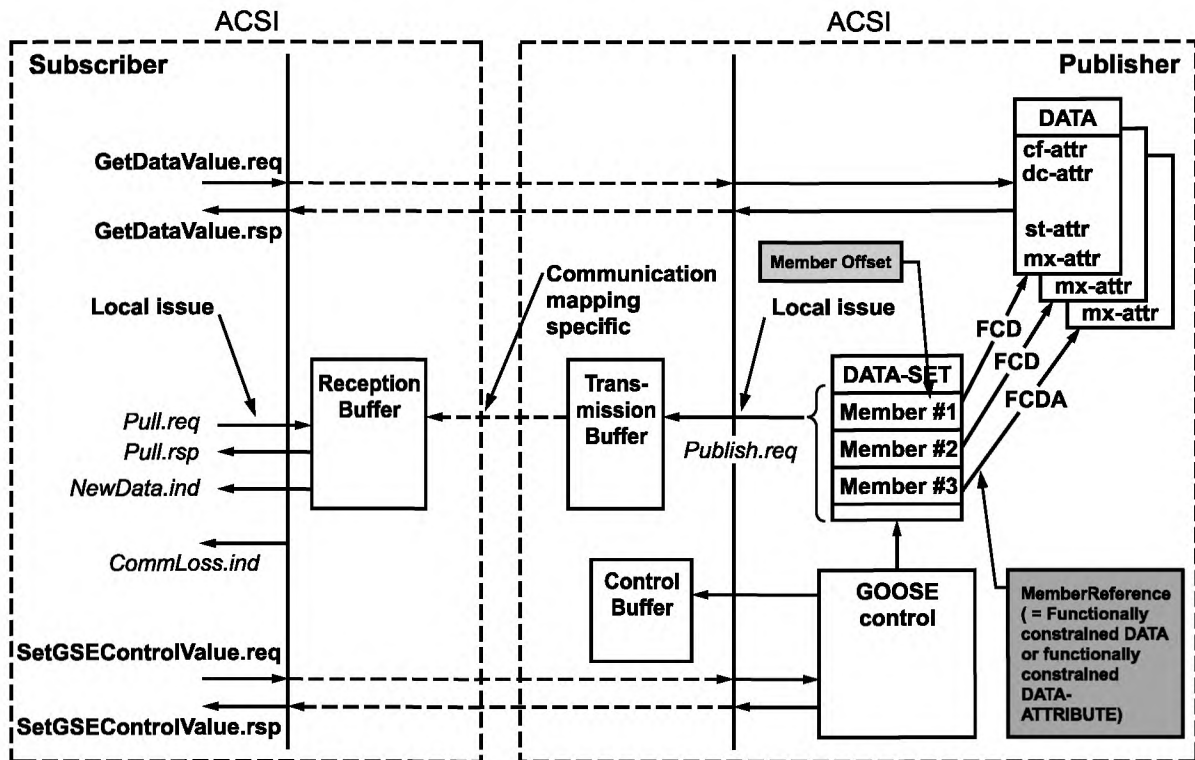 ACSI
ACSI
Subscriber
Publisher
DATA
cf-attr
dc-attr
st-attr
mx-attr
mx-attr
mx-attr
GetDataValue.req
GetDataValue.rsp
Member Offset
Local issue
Communication
mapping
specific
Local issue
FCD
FCD
FCDA
Reception
Buffer
Trans-
mission
Buffer
DATA-SET
Member #1
Member #2
Member #3
Pull.req
Pull.rsp
NewData.ind
CommLoss.ind
Publish.req
Control
Buffer
GOOSE
control
MemberReference
( = Functionally
constrained DATA
or functionally
constrained
DATA-
ATTRIBUTE)
SetGSEControlValue.req
SetGSEControlValue.rsp